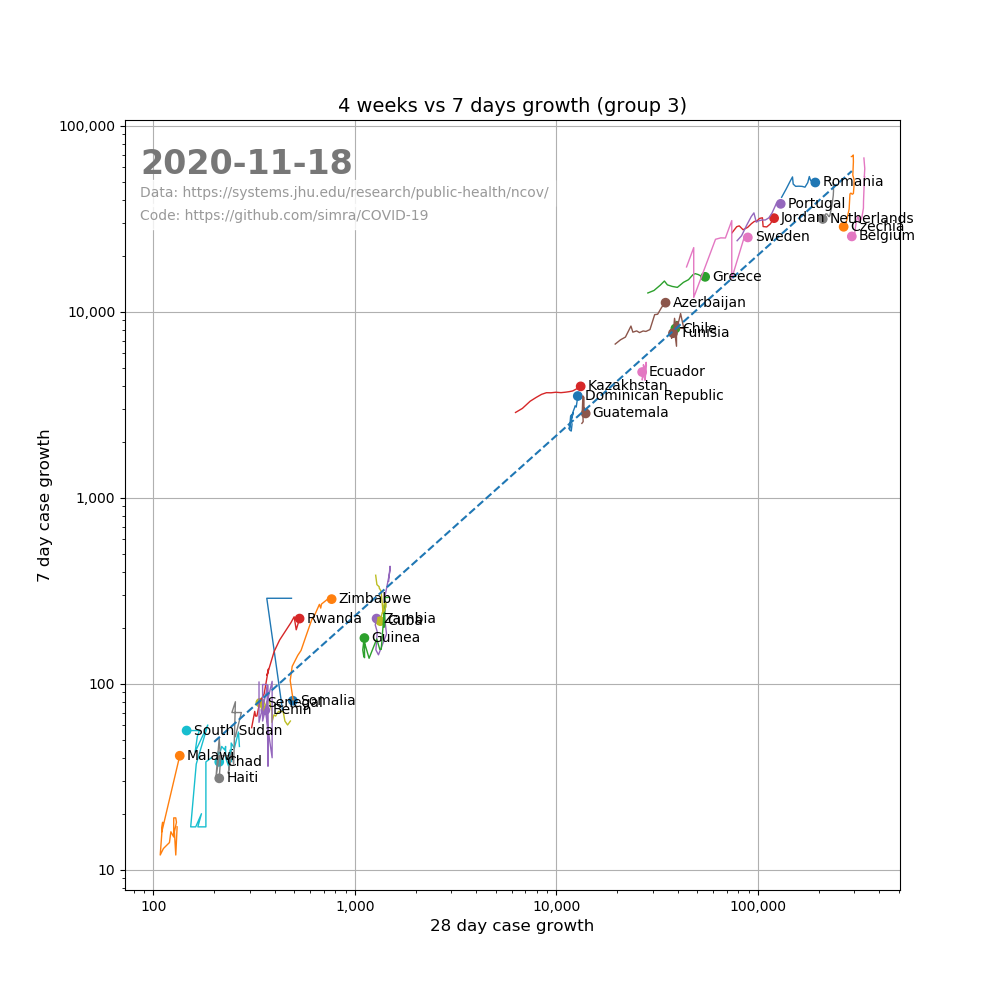 4 weeks vs 7 days growth (group 3)
100,000
2020-11-18
Data: https://systems.jhu.edu/research/public-health/ncov/
Code: https://github.com/simra/COVID-19
Romania
Portugal
Jordan
Netherlands
Czechia
Belgium
Sweden
Greece
Azerbaijan
10,000
Chile
Tunisia
Ecuador
Kazakhstan
Dominican Republic
Guatemala
7 day case growth
1,000
Zimbabwe
Rwanda
Zambia
Cuba
Guinea
100
Somalia
Senegal
Benin
South Sudan
Malawi
Chad
Haiti
10
100
1,000
10,000
100,000
28 day case growth